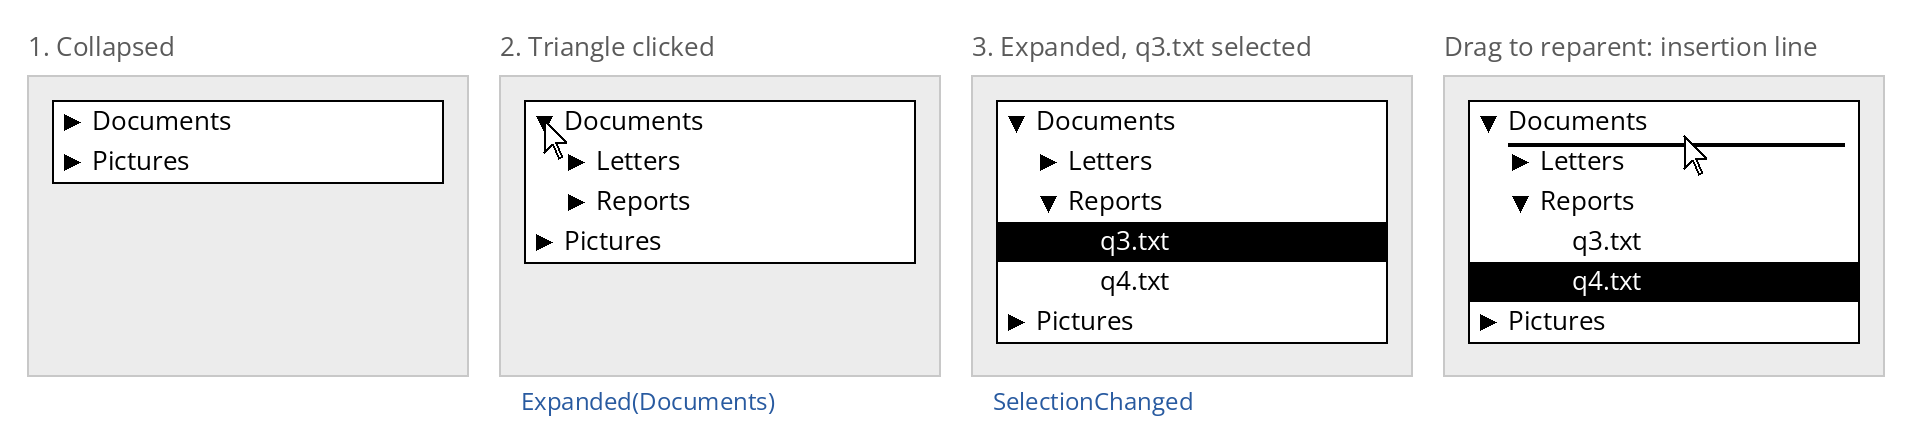 1. Collapsed
Documents
Pictures
2. Triangle clicked
Documents
Letters
Reports
Pictures
Expanded(Documents)
3. Expanded, q3.txt selected
Documents
Letters
Reports
q3.txt
q4.txt
Pictures
SelectionChanged
Drag to reparent: insertion line
Documents
Letters
Reports
q3.txt
q4.txt
Pictures